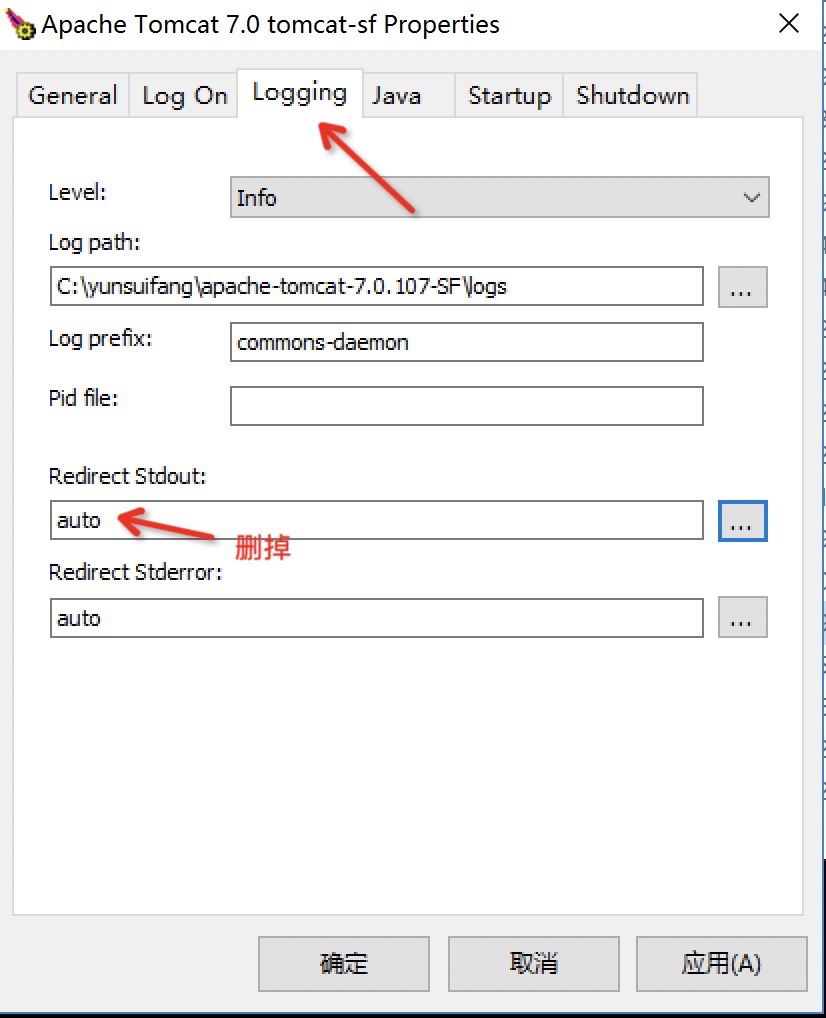 Apache Tomcat 7.0 tomcat-sf Properties
General Log On Logging Java Startup Shutdown
Level: Info
Log path:
C:\yunsuifang\apache-tomcat-7.0.107-SF\logs ...
Log prefix: commons-daemon
Pid file:
Redirect Stdout:
auto ...
删掉
Redirect Stderror:
auto ...
确定 取消 应用(A)